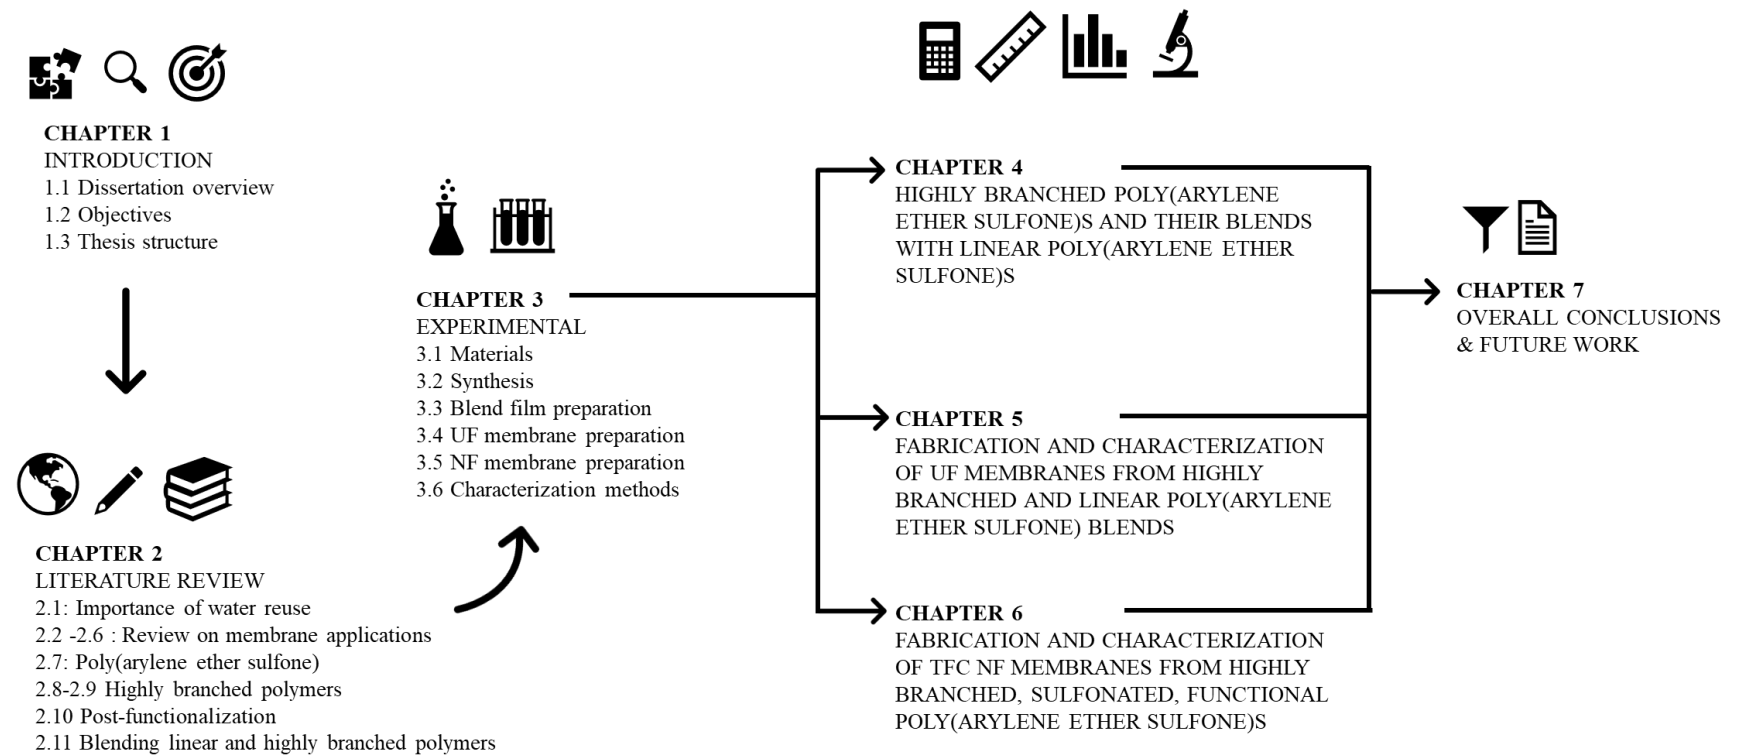 CHAPTER 1
INTRODUCTION
1.1 Dissertation overview
1.2 Objectives
1.3 Thesis structure
CHAPTER 2
LITERATURE REVIEW
2.1: Importance of water reuse
2.2 -2.6 : Review on membrane applications
2.7: Poly(arylene ether sulfone)
2.8-2.9 Highly branched polymers
2.10 Post-functionalization
2.11 Blending linear and highly branched polymers
CHAPTER 3
EXPERIMENTAL
3.1 Materials
3.2 Synthesis
3.3 Blend film preparation
3.4 UF membrane preparation
3.5 NF membrane preparation
3.6 Characterization methods
CHAPTER 4
HIGHLY BRANCHED POLY(ARYLENE
ETHER SULFONE)S AND THEIR BLENDS
WITH LINEAR POLY(ARYLENE ETHER
SULFONE)S
CHAPTER 5
FABRICATION AND CHARACTERIZATION
OF UF MEMBRANES FROM HIGHLY
BRANCHED AND LINEAR POLY(ARYLENE
ETHER SULFONE) BLENDS
CHAPTER 6
FABRICATION AND CHARACTERIZATION
OF TFC NF MEMBRANES FROM HIGHLY
BRANCHED, SULFONATED, FUNCTIONAL
POLY(ARYLENE ETHER SULFONE)S
CHAPTER 7
OVERALL CONCLUSIONS
& FUTURE WORK